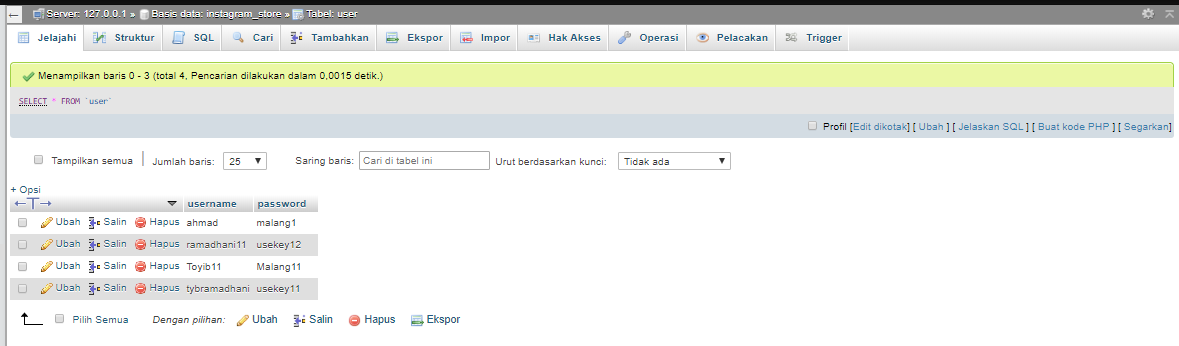 Server: 127.0.0.1 » Basis data: instagram_store » Tabel: user
Jelajahi Struktur SQL Cari Tambahkan Ekspor Impor Hak Akses Operasi Pelacakan Trigger
Menampilkan baris 0 - 3 (total 4, Pencarian dilakukan dalam 0,0015 detik.)
SELECT * FROM `user`
Profil [Edit dikotak] [ Ubah ] [ Jelaskan SQL ] [ Buat kode PHP ] [ Segarkan]
Tampilkan semua | Jumlah baris: 25 Saring baris: Cari di tabel ini Urut berdasarkan kunci: Tidak ada
+ Opsi
←T→ username password
Ubah Salin Hapus ahmad malang1
Ubah Salin Hapus ramadhani11 usekey12
Ubah Salin Hapus Toyib11 Malang11
Ubah Salin Hapus tybramadhani usekey11
Pilih Semua Dengan pilihan: Ubah Salin Hapus Ekspor